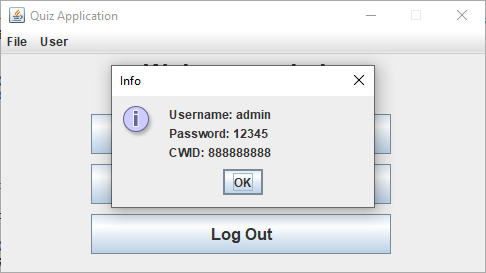 Quiz Application
File User
Info
Username: admin
Password: 12345
CWID: 888888888
OK
Log Out